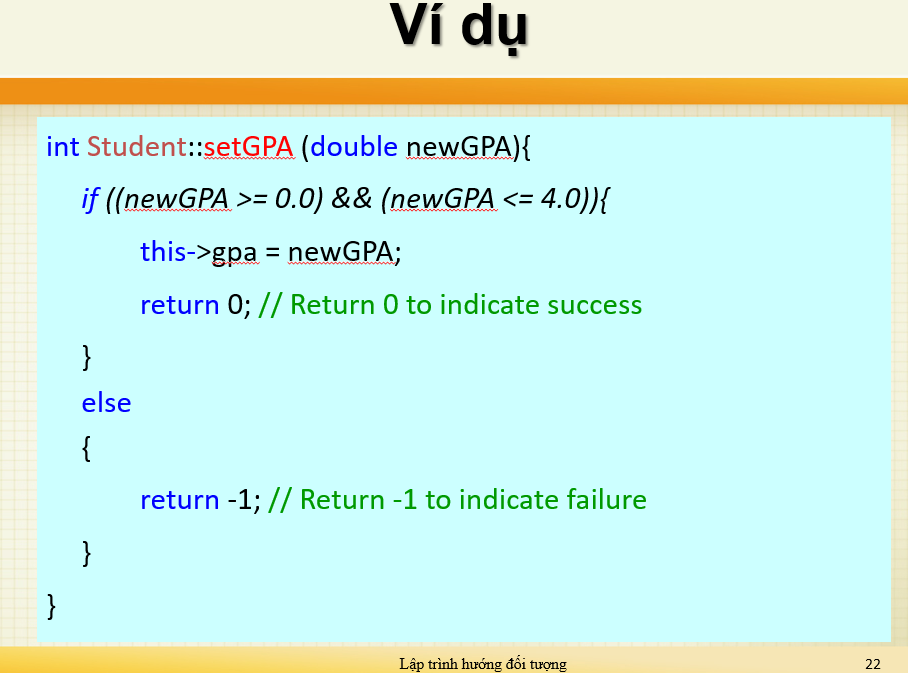 Ví dụ
int Student::setGPA (double newGPA){
if ((newGPA >= 0.0) && (newGPA <= 4.0)){
this->gpa = newGPA;
return 0; // Return 0 to indicate success
}
else
{
return -1; // Return -1 to indicate failure
}
}
Lập trình hướng đối tượng
22